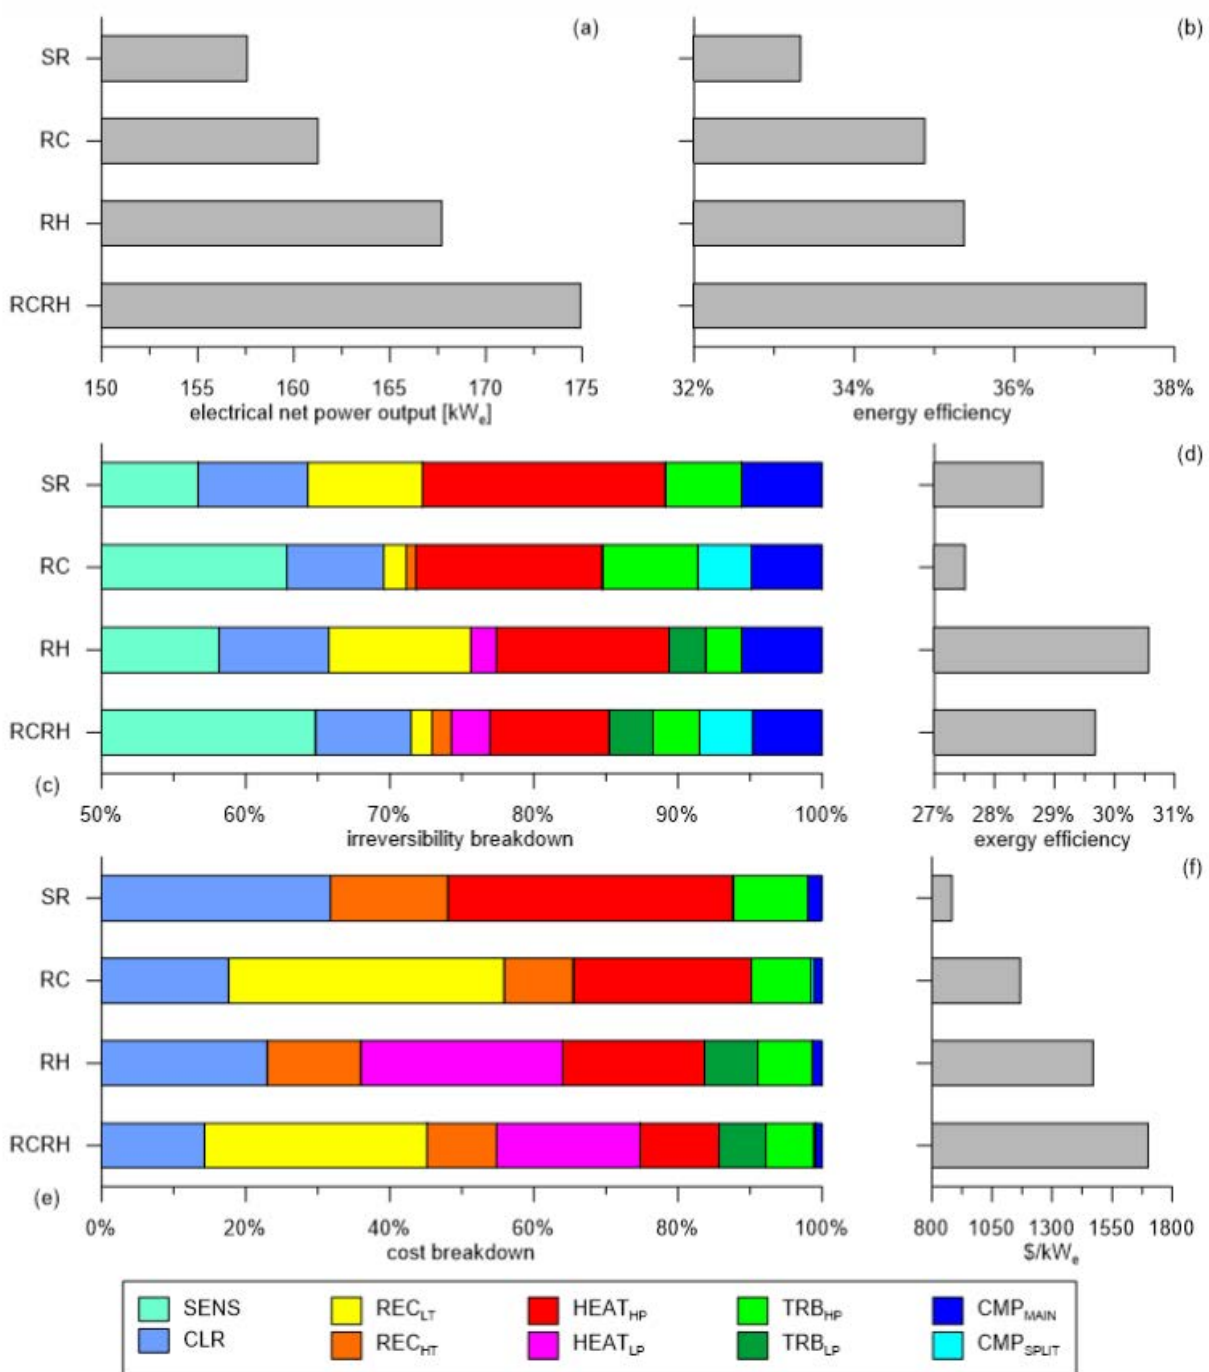 (a)
SR
RC
RH
RCRH
150 155 160 165 170 175
electrical net power output [kWe]
(b)
32% 34% 36% 38%
energy efficiency
SR
RC
RH
RCRH
(c)
50% 60% 70% 80% 90% 100%
irreversibility breakdown
(d)
27% 28% 29% 30% 31%
exergy efficiency
SR
RC
RH
RCRH
(e)
0% 20% 40% 60% 80% 100%
cost breakdown
(f)
800 1050 1300 1550 1800
$/kWe
SENS RECLT HEATHP TRBHP CMPMAIN
CLR RECHT HEATLP TRBLP CMPSPLIT